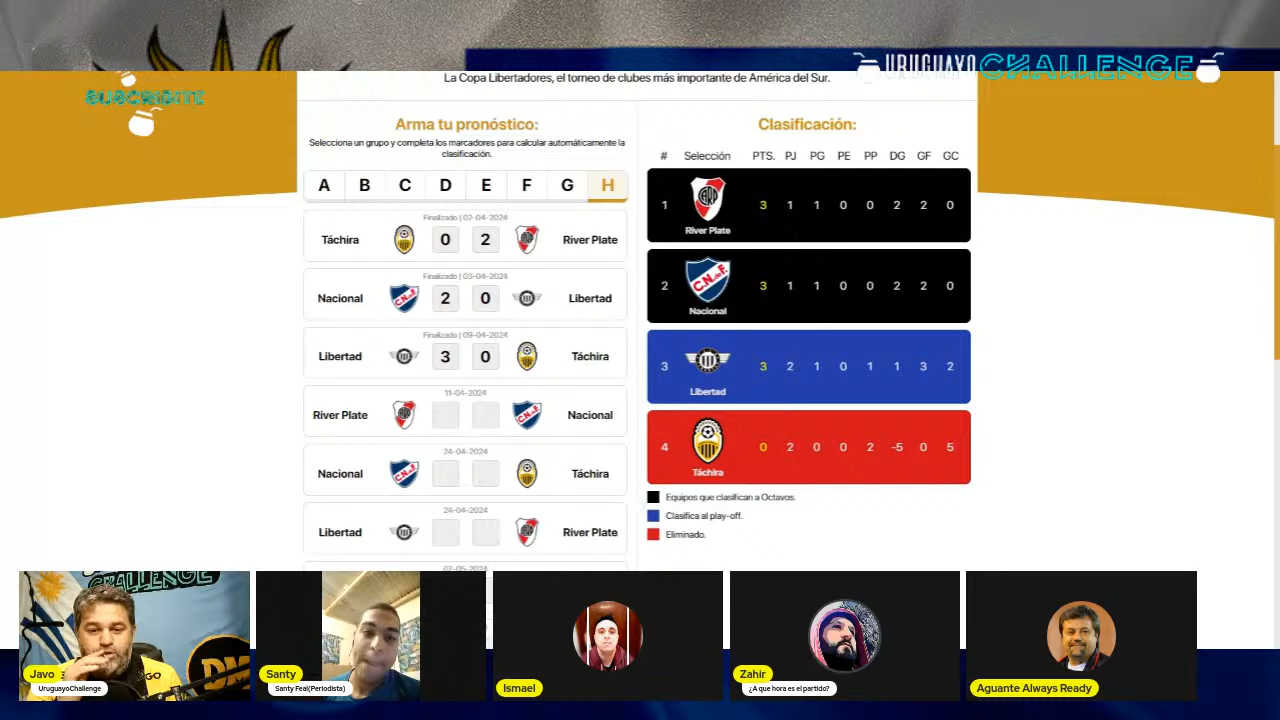 URUGUAYO CHALLENGE
SUSCRIBITE
La Copa Libertadores, el torneo de clubes más importante de América del Sur.
Arma tu pronóstico:
Selecciona un grupo y completa los marcadores para calcular automáticamente la
clasificación.
A B C D E F G H
Finalizado | 02-04-2024
Táchira 0 2 River Plate
Finalizado | 03-04-2024
Nacional 2 0 Libertad
Finalizado | 09-04-2024
Libertad 3 0 Táchira
11-04-2024
River Plate Nacional
24-04-2024
Nacional Táchira
24-04-2024
Libertad River Plate
07-05-2024
Clasificación:
# Selección PTS. PJ PG PE PP DG GF GC
1 River Plate 3 1 1 0 0 2 2 0
2 Nacional 3 1 1 0 0 2 2 0
3 Libertad 3 2 1 0 1 1 3 2
4 Táchira 0 2 0 0 2 -5 0 5
Equipos que clasifican a Octavos.
Clasifica al play-off.
Eliminado.
CHALLENGE
DM
Javo
UruguayoChallenge
Santy
Santy Feal(Periodista)
Ismael
Zahir
¿A que hora es el partido?
Aguante Always Ready